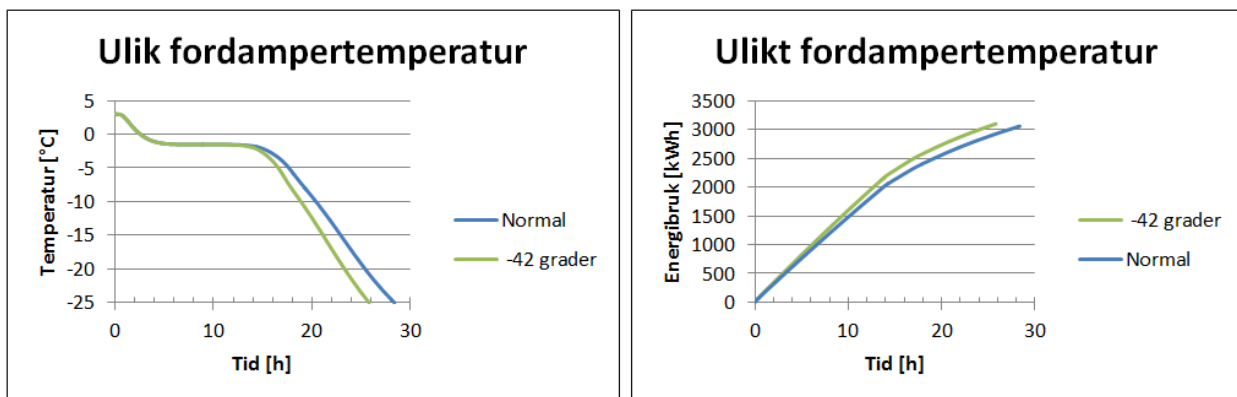 Ulik fordampertemperatur
5
0
-5
-10
-15
-20
-25
Temperatur [°C]
0 10 20 30
Tid [h]
Normal
-42 grader
Ulikt fordampertemperatur
3500
3000
2500
2000
1500
1000
500
0
Energibruk [kWh]
0 10 20 30
Tid [h]
-42 grader
Normal